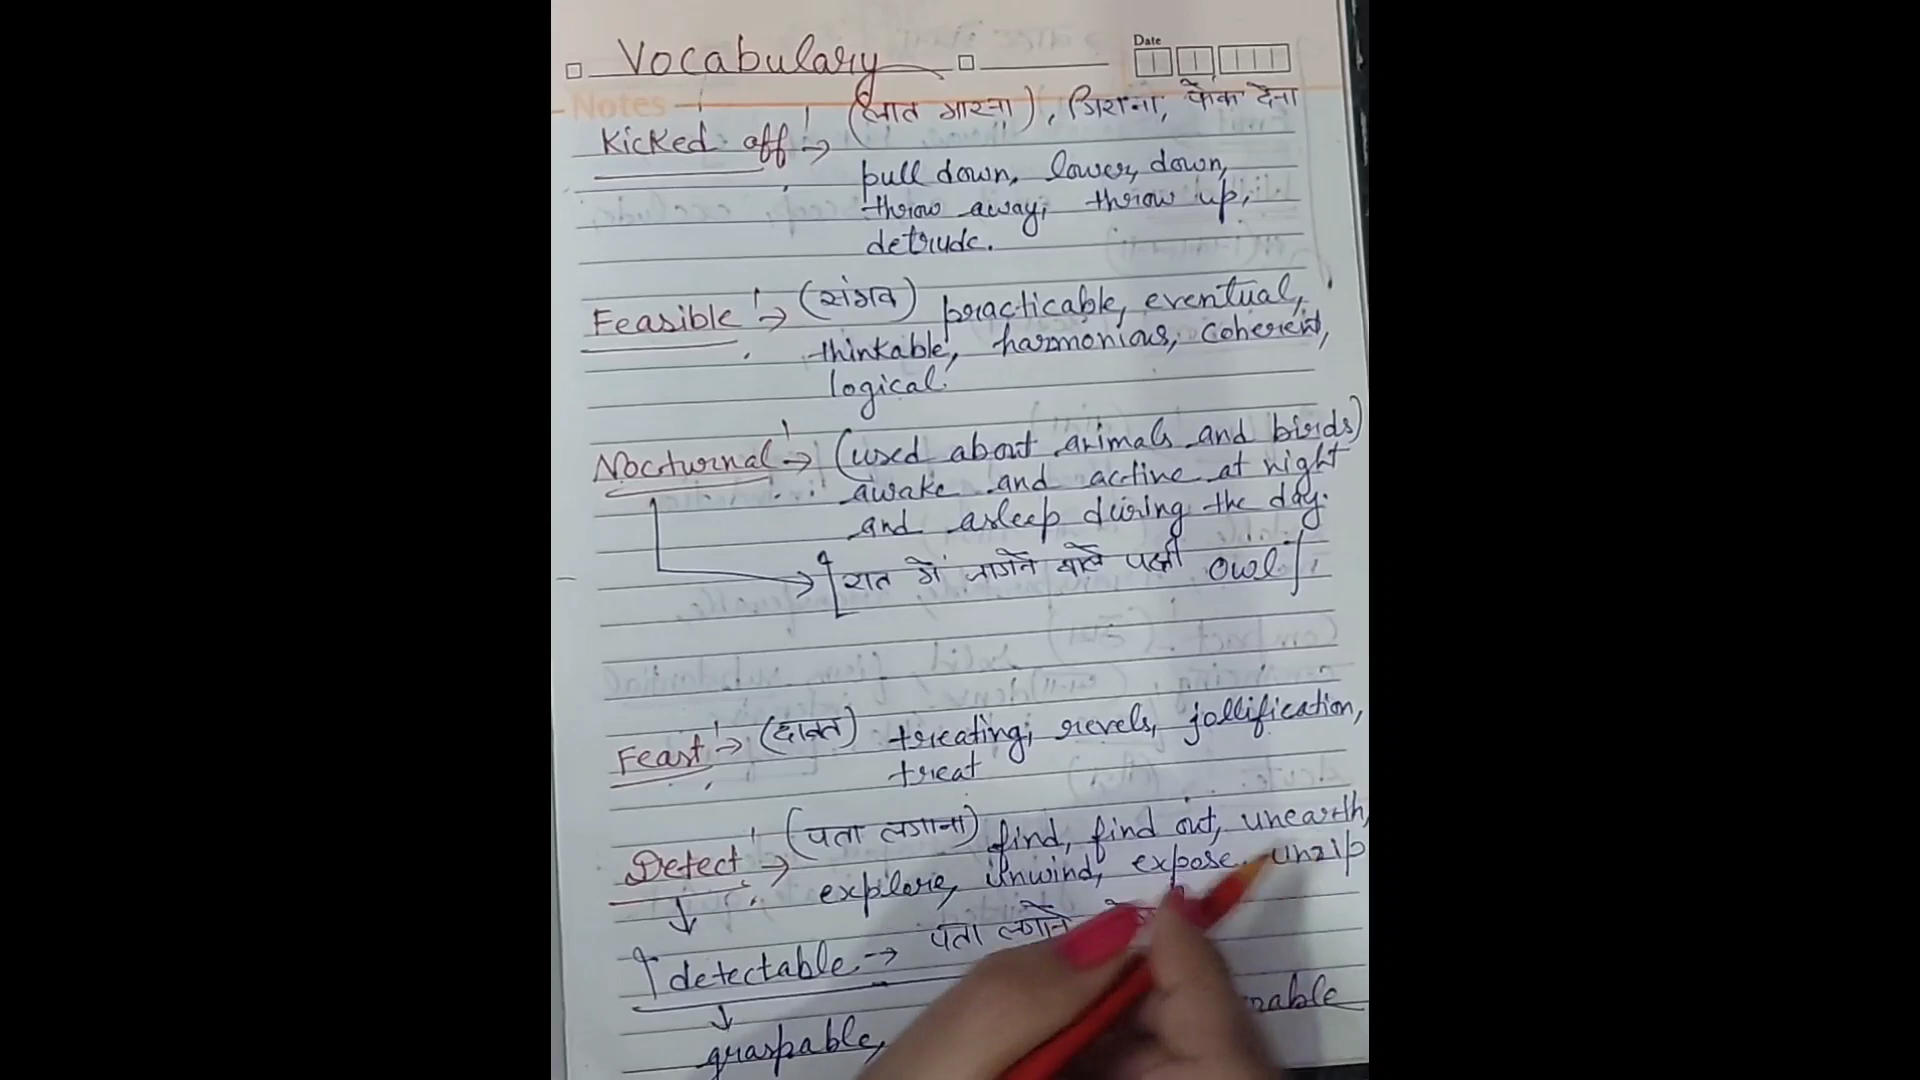 Vocabulary
Date
Notes
Kicked off → (लात मारना), गिराना, फेंक देना
pull down, lower, down,
throw away, throw up,
detrude.
Feasible → (संभव) practicable, eventual,
thinkable, harmonious, coherent,
logical.
Nocturnal → (used about animals and birds)
awake and active at night
and asleep during the day.
[रात में जागने वाले पक्षी owl]
Feast → (दावत) treating, revels, jollification,
treat
Detect → (पता लगाना) find, find out, unearth,
explore, unwind, expose, unzip
detectable → पता लगाने
graspable,